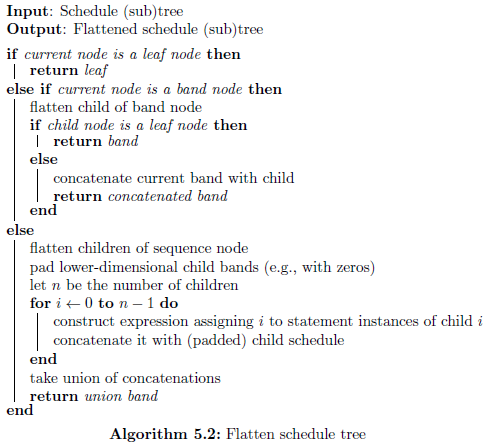 Input: Schedule (sub)tree
Output: Flattened schedule (sub)tree
if current node is a leaf node then
return leaf
else if current node is a band node then
flatten child of band node
if child node is a leaf node then
return band
else
concatenate current band with child
return concatenated band
end
else
flatten children of sequence node
pad lower-dimensional child bands (e.g., with zeros)
let n be the number of children
for i ← 0 to n − 1 do
construct expression assigning i to statement instances of child i
concatenate it with (padded) child schedule
end
take union of concatenations
return union band
end
Algorithm 5.2: Flatten schedule tree